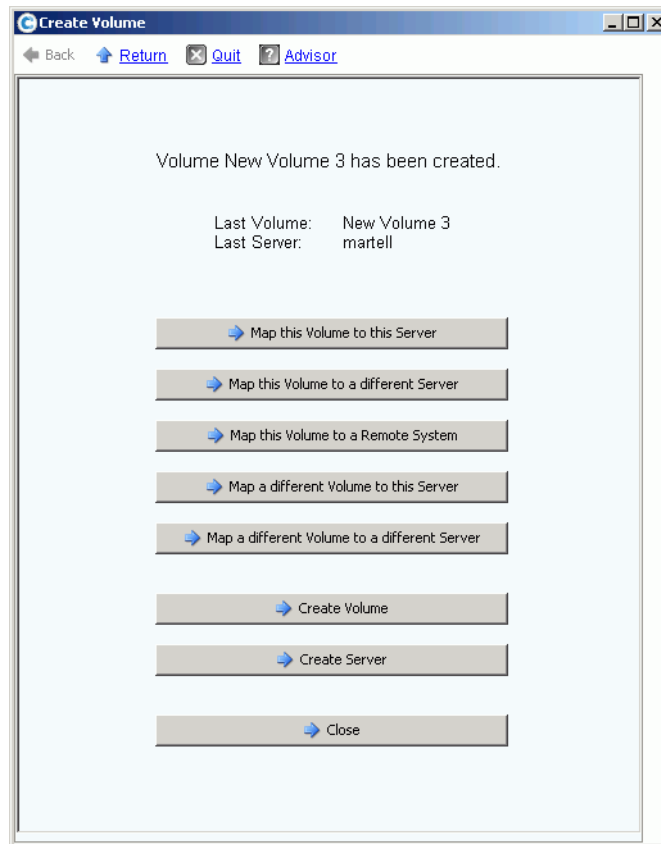 Create Volume
Back Return Quit Advisor
Volume New Volume 3 has been created.
Last Volume: New Volume 3
Last Server: martell
Map this Volume to this Server
Map this Volume to a different Server
Map this Volume to a Remote System
Map a different Volume to this Server
Map a different Volume to a different Server
Create Volume
Create Server
Close